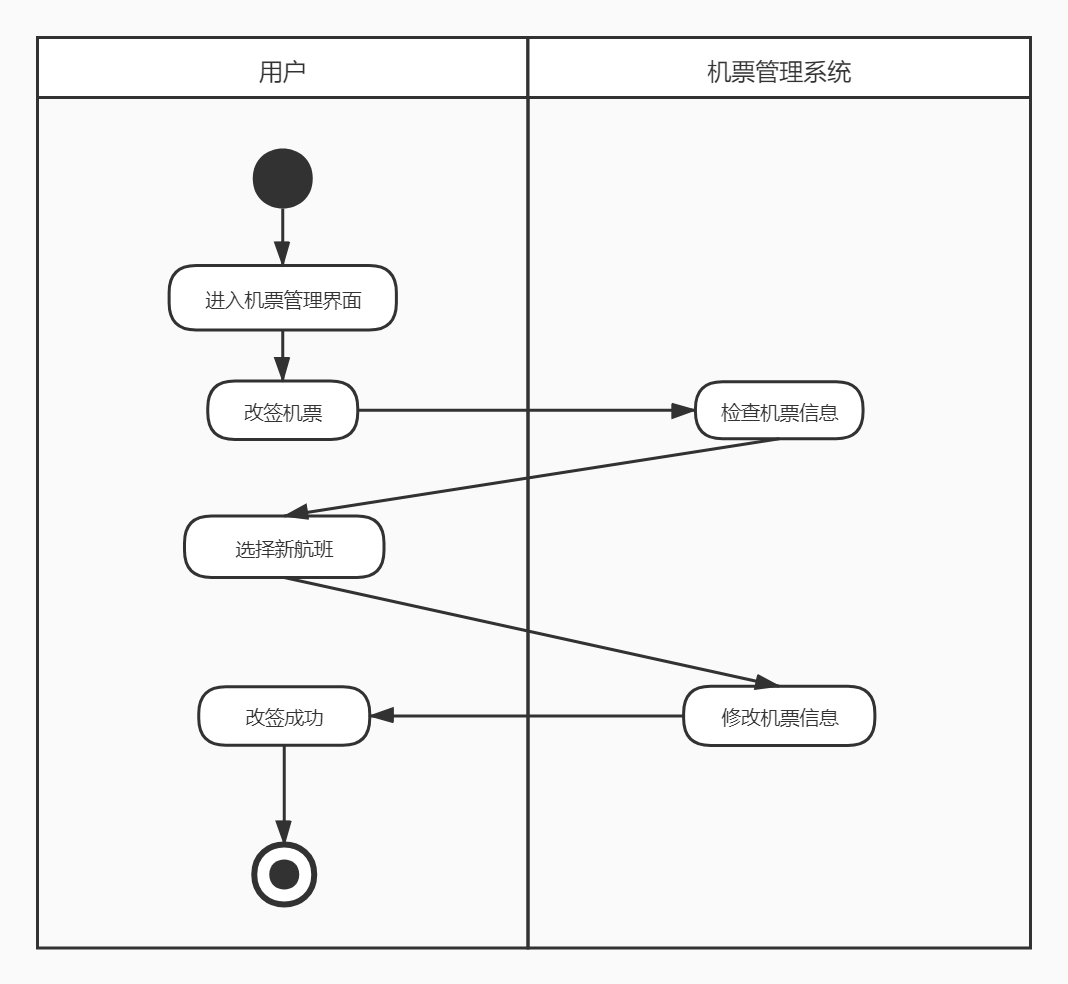 用户
机票管理系统
进入机票管理界面
改签机票
检查机票信息
选择新航班
改签成功
修改机票信息